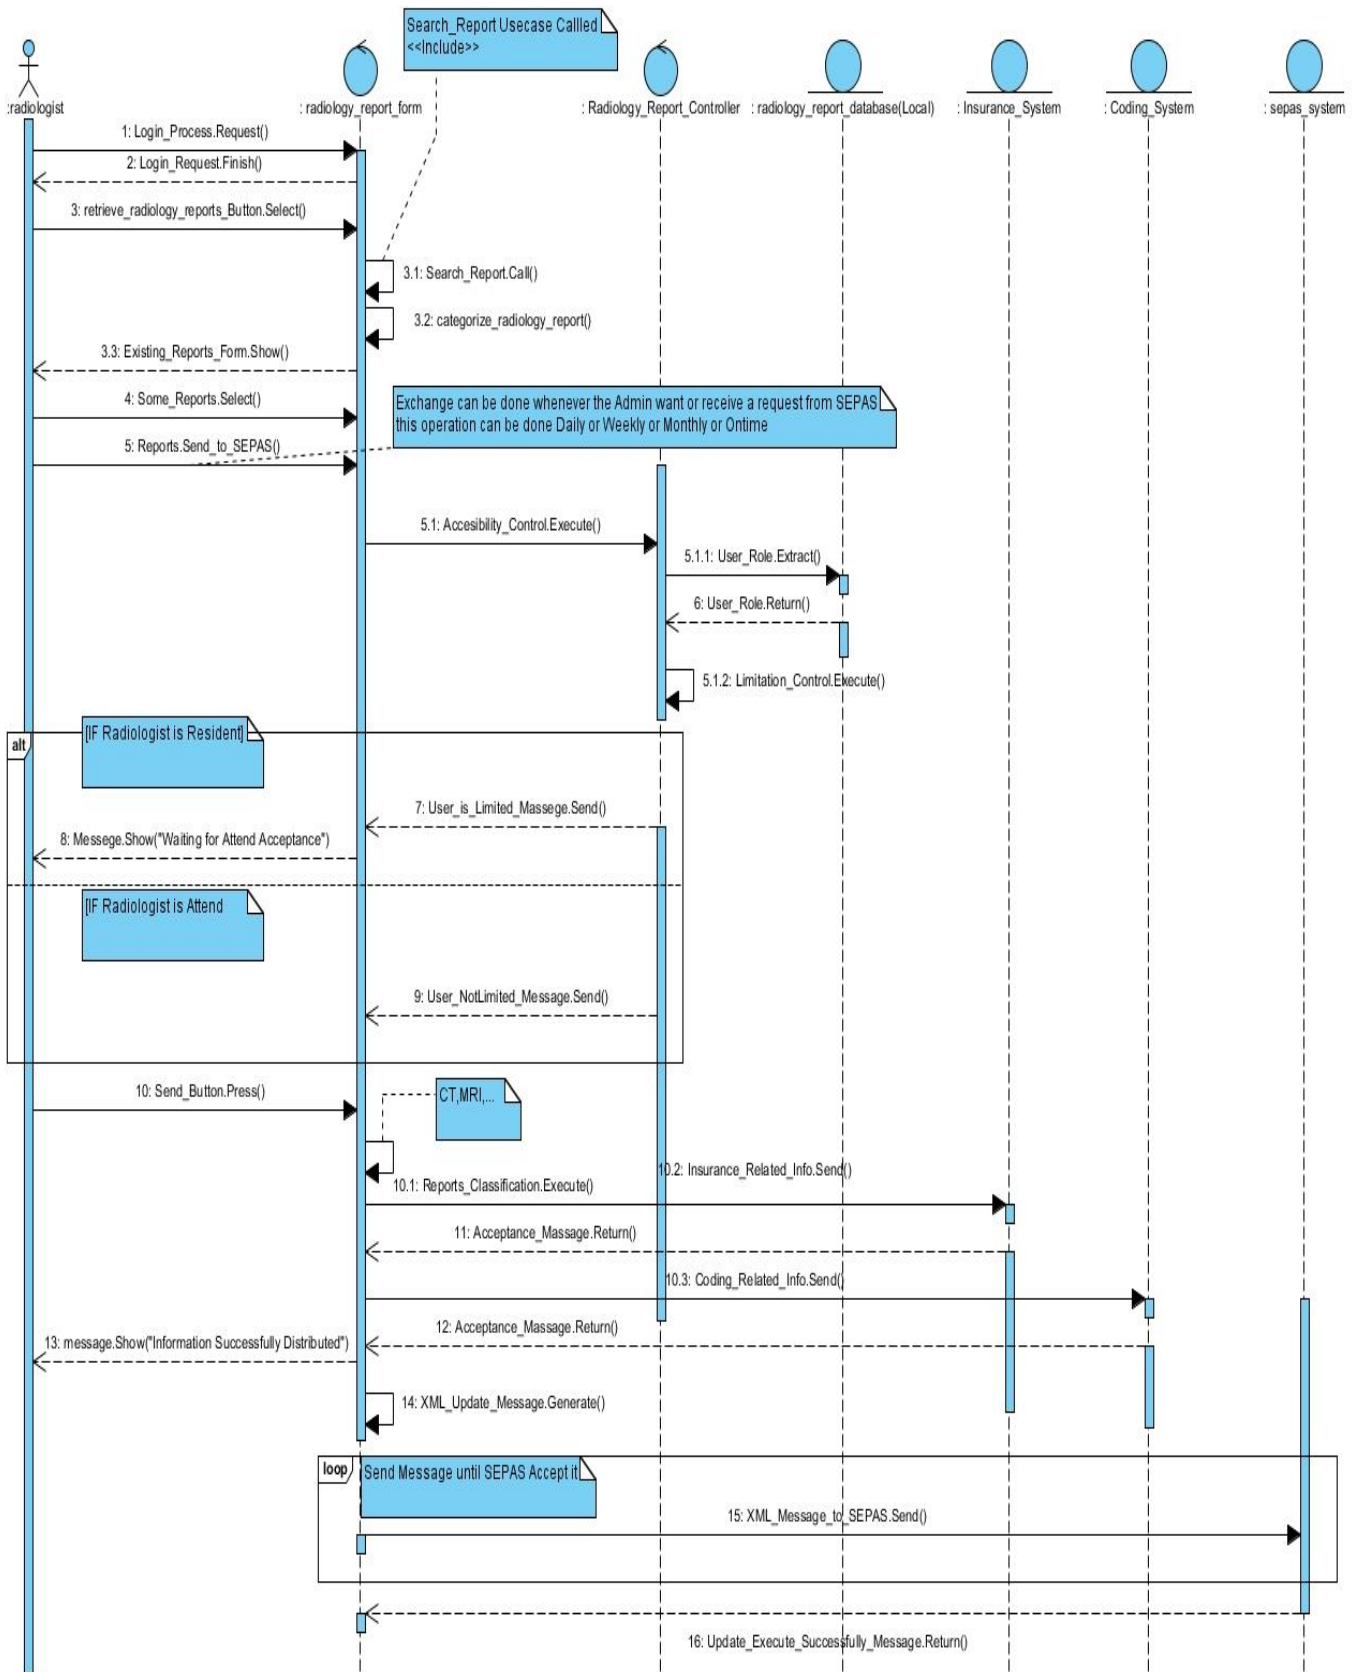 Search_Report Usecase Callled
<<Include>>
:radiologist
: radiology_report_form
: Radiology_Report_Controller
: radiology_report_database(Local)
: Insurance_System
: Coding_System
: sepas_system
1: Login_Process.Request()
2: Login_Request.Finish()
3: retrieve_radiology_reports_Button.Select()
3.1: Search_Report.Call()
3.2: categorize_radiology_report()
3.3: Existing_Reports_Form.Show()
4: Some_Reports.Select()
Exchange can be done whenever the Admin want or receive a request from SEPAS
this operation can be done Daily or Weekly or Monthly or Ontime
5: Reports.Send_to_SEPAS()
5.1: Accesibility_Control.Execute()
5.1.1: User_Role.Extract()
6: User_Role.Return()
5.1.2: Limitation_Control.Execute()
alt
[IF Radiologist is Resident]
7: User_is_Limited_Massege.Send()
8: Messege.Show("Waiting for Attend Acceptance")
[IF Radiologist is Attend
9: User_NotLimited_Message.Send()
10: Send_Button.Press()
CT,MRI,...
10.1: Reports_Classification.Execute()
10.2: Insurance_Related_Info.Send()
11: Acceptance_Massage.Return()
10.3: Coding_Related_Info.Send()
12: Acceptance_Massage.Return()
13: message.Show("Information Successfully Distributed")
14: XML_Update_Message.Generate()
loop
Send Message until SEPAS Accept it
15: XML_Message_to_SEPAS.Send()
16: Update_Execute_Successfully_Message.Return()